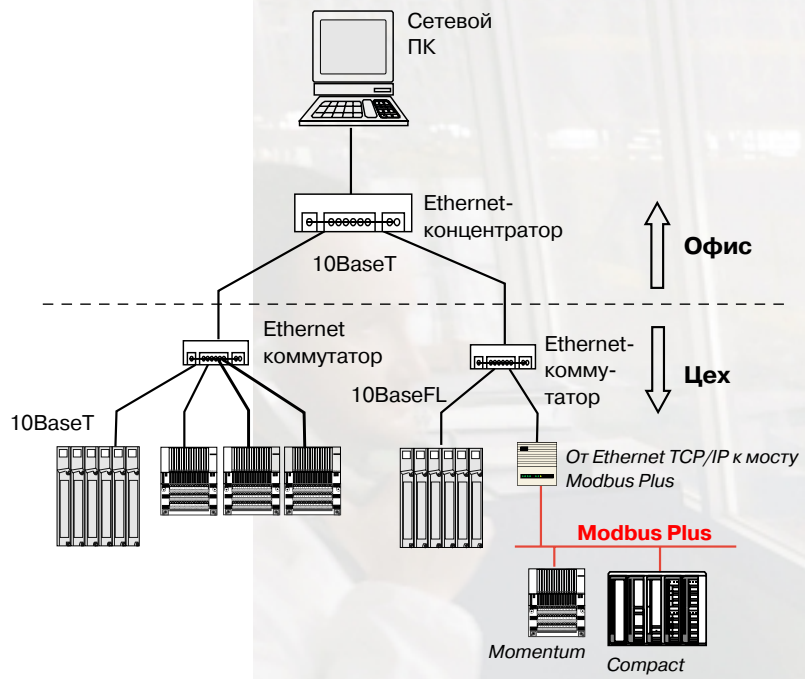 Сетевой
ПК
Ethernet-
концентратор
10BaseT
Офис
Ethernet
коммутатор
Ethernet-
комму-
татор
Цех
10BaseFL
10BaseT
От Ethernet TCP/IP к мосту
Modbus Plus
Modbus Plus
Momentum
Compact